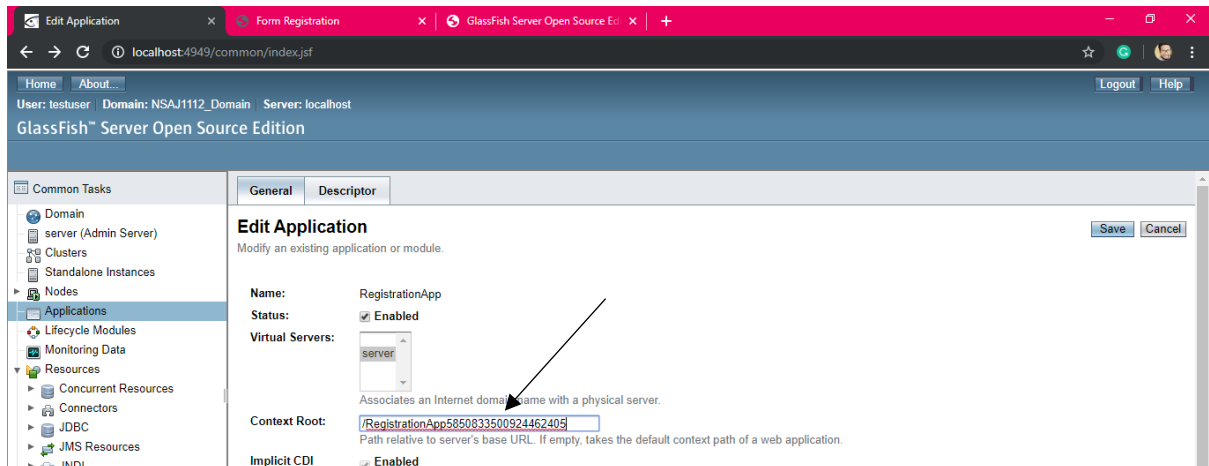 Edit Application
Form Registration
GlassFish Server Open Source Ed
localhost:4949/common/index.jsf
Home About...
Logout Help
User: testuser Domain: NSAJ1112_Domain Server: localhost
GlassFish™ Server Open Source Edition
Common Tasks
Domain
server (Admin Server)
Clusters
Standalone Instances
Nodes
Applications
Lifecycle Modules
Monitoring Data
Resources
Concurrent Resources
Connectors
JDBC
JMS Resources
JNDI
General Descriptor
Edit Application
Save Cancel
Modify an existing application or module.
Name: RegistrationApp
Status: Enabled
Virtual Servers: server
Associates an Internet domain name with a physical server.
Context Root: /RegistrationApp5850833500924462405
Path relative to server's base URL. If empty, takes the default context path of a web application.
Implicit CDI Enabled